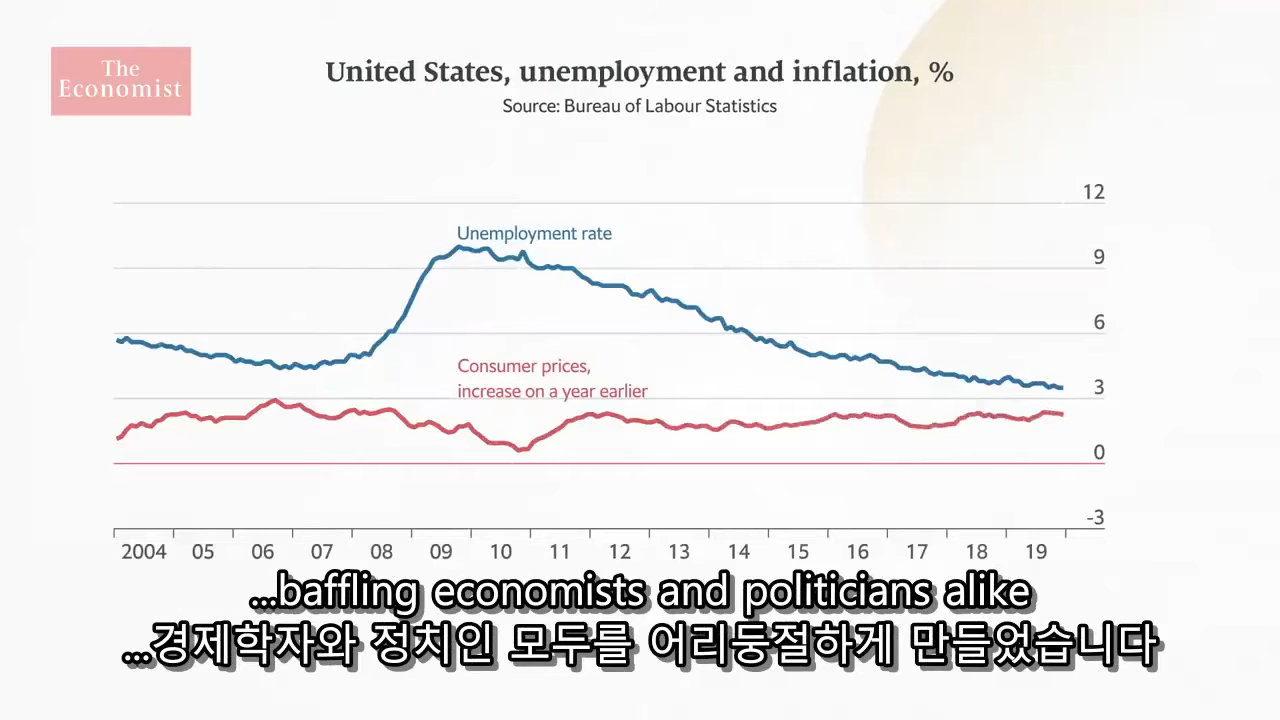 The
Economist
United States, unemployment and inflation, %
Source: Bureau of Labour Statistics
12
Unemployment rate
9
6
Consumer prices,
increase on a year earlier
3
0
-3
2004 05 06 07 08 09 10 11 12 13 14 15 16 17 18 19
...baffling economists and politicians alike
...경제학자와 정치인 모두를 어리둥절하게 만들었습니다